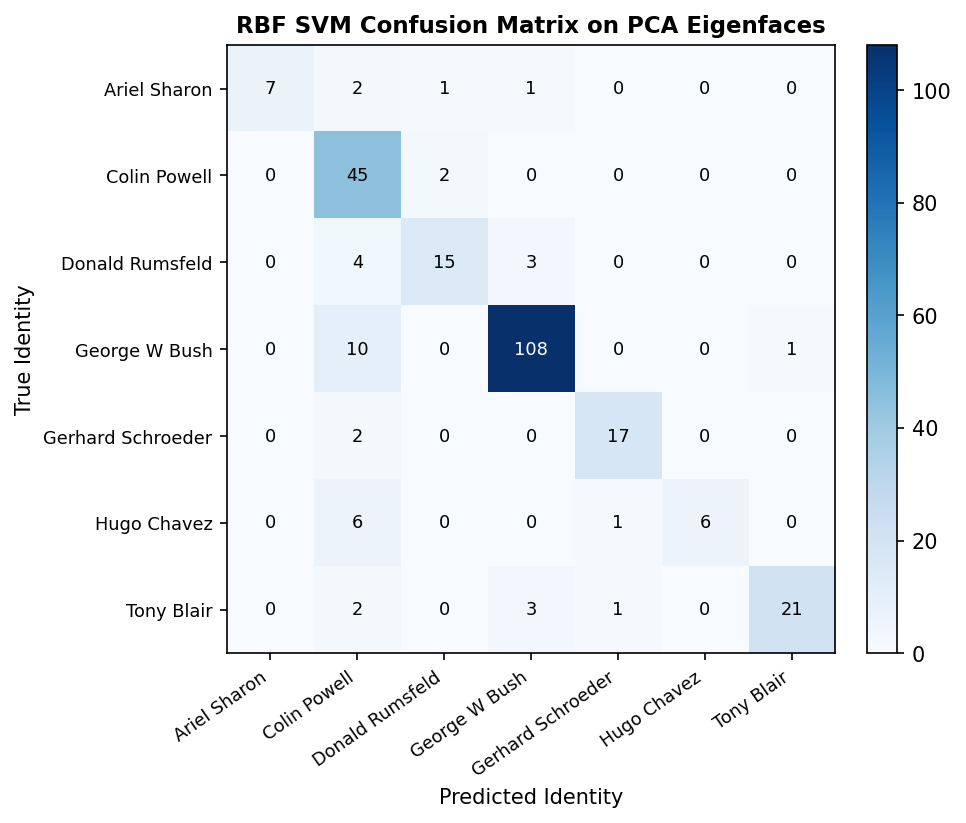 RBF SVM Confusion Matrix on PCA Eigenfaces
True Identity
Ariel Sharon 7 2 1 1 0 0 0
Colin Powell 0 45 2 0 0 0 0
Donald Rumsfeld 0 4 15 3 0 0 0
George W Bush 0 10 0 108 0 0 1
Gerhard Schroeder 0 2 0 0 17 0 0
Hugo Chavez 0 6 0 0 1 6 0
Tony Blair 0 2 0 3 1 0 21
Ariel Sharon
Colin Powell
Donald Rumsfeld
George W Bush
Gerhard Schroeder
Hugo Chavez
Tony Blair
Predicted Identity
100
80
60
40
20
0